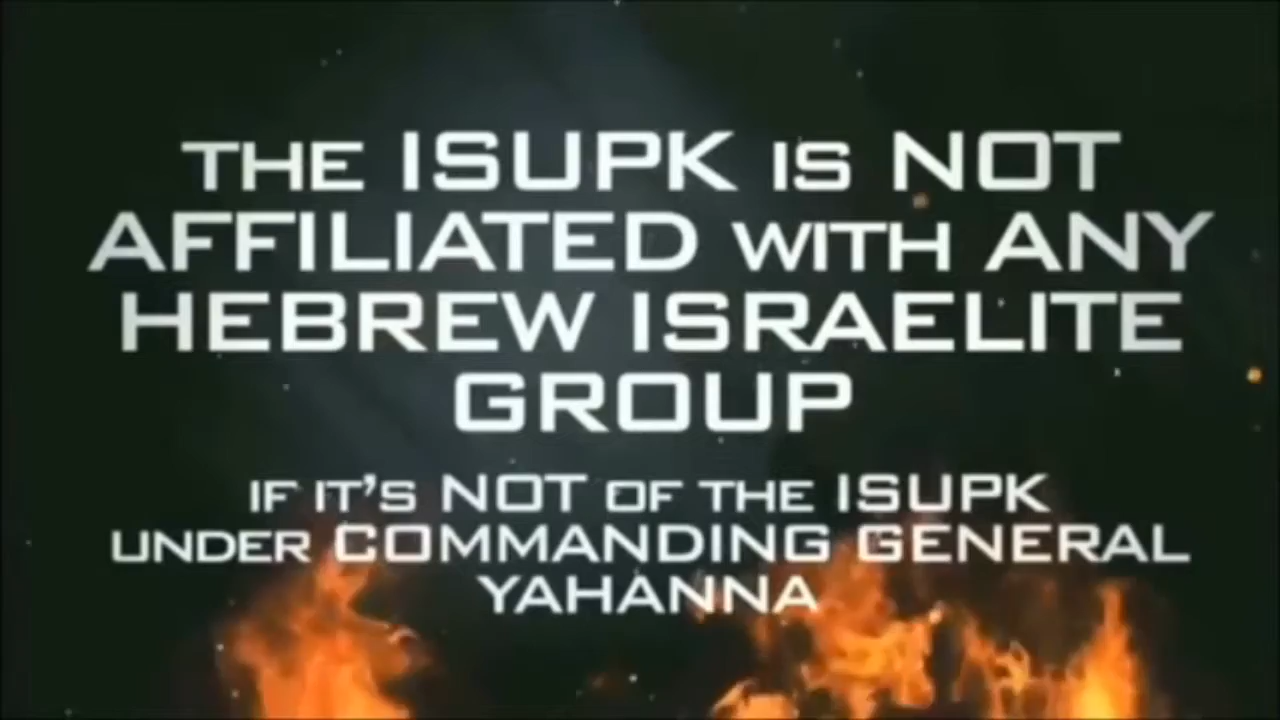 THE ISUPK IS NOT
AFFILIATED WITH ANY
HEBREW ISRAELITE
GROUP
IF IT'S NOT OF THE ISUPK
UNDER COMMANDING GENERAL
YAHANNA